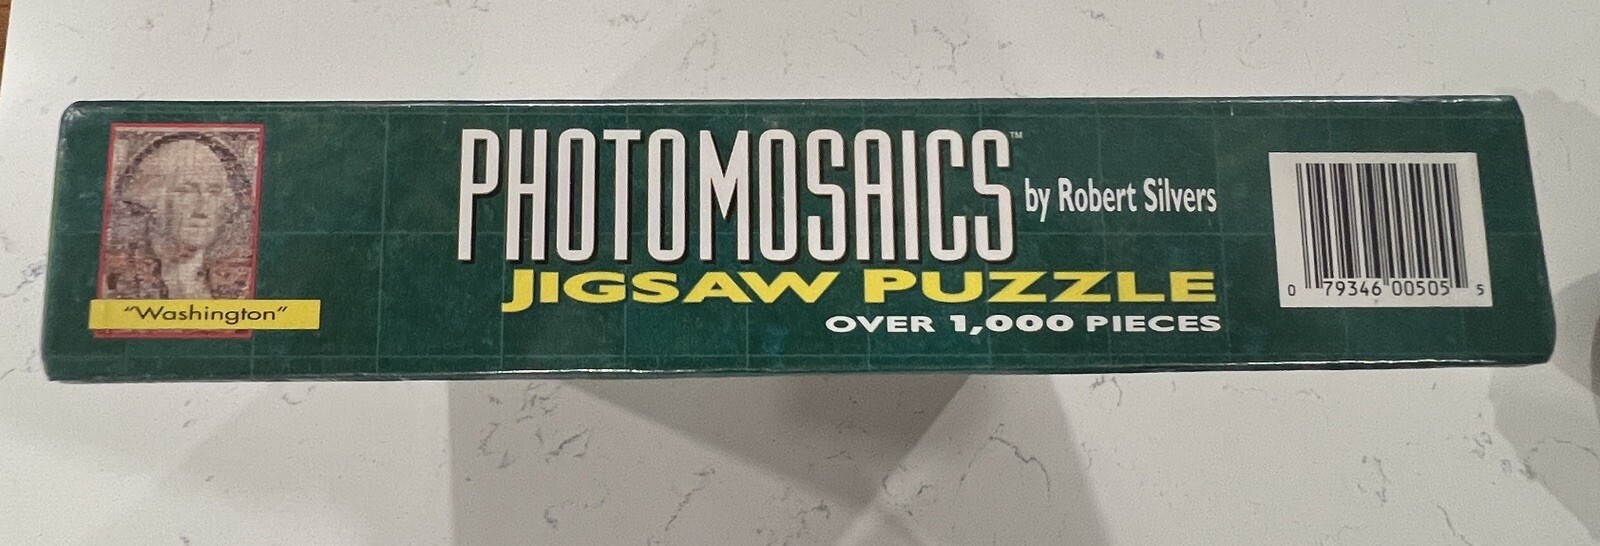 "Washington"
PHOTOMOSAICS™
by Robert Silvers
JIGSAW PUZZLE
OVER 1,000 PIECES
0 79346 00505 5